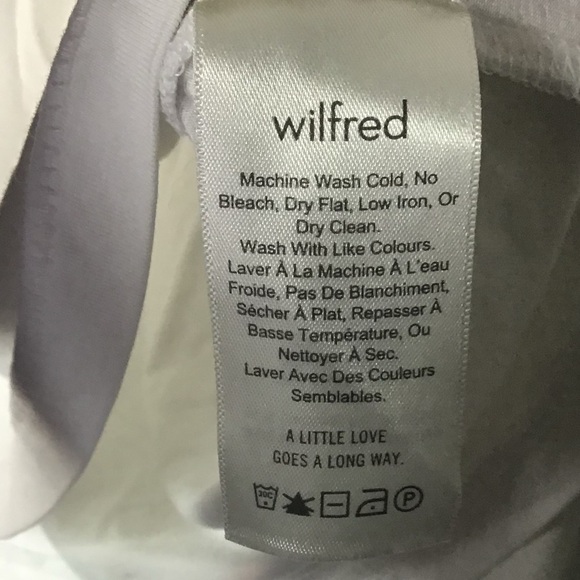 wilfred
Machine Wash Cold, No
Bleach, Dry Flat, Low Iron, Or
Dry Clean.
Wash With Like Colours.
Laver À La Machine À L'eau
Froide, Pas De Blanchiment,
Sécher À Plat, Repasser À
Basse Température, Ou
Nettoyer À Sec.
Laver Avec Des Couleurs
Semblables.
A LITTLE LOVE
GOES A LONG WAY.
30C P